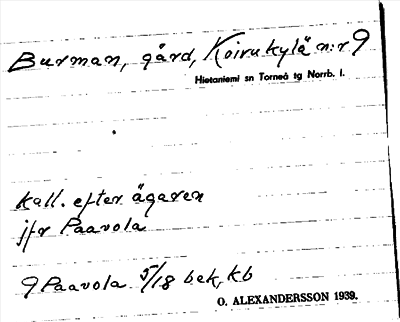 Burman, gård, Koirukylä n:r 9
Hietaniemi sn Torneå tg Norrb. l.
Kall. efter ägaren
jfr Paavola
9 Paavola 5/18 bek, kb
O. ALEXANDERSSON 1939.